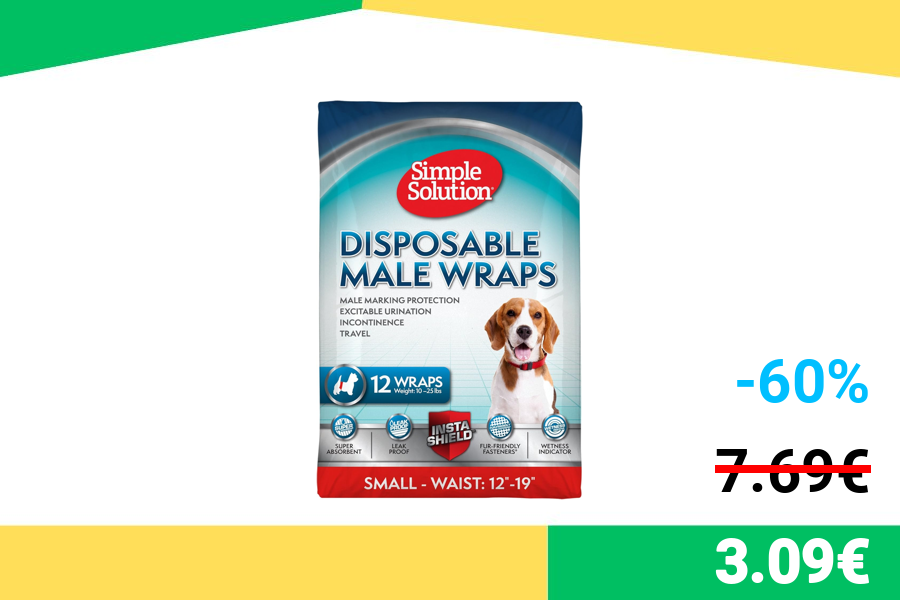 Simple
Solution
DISPOSABLE
MALE WRAPS
MALE MARKING PROTECTION
EXCITABLE URINATION
INCONTINENCE
TRAVEL
12 WRAPS
Weight: 10-25 lbs
SUPER
ABSORBENT
LEAK
PROOF
INSTA
SHIELD
FUR-FRIENDLY
FASTENERS*
WETNESS
INDICATOR
SMALL - WAIST: 12"-19"
-60%
7.69€
3.09€